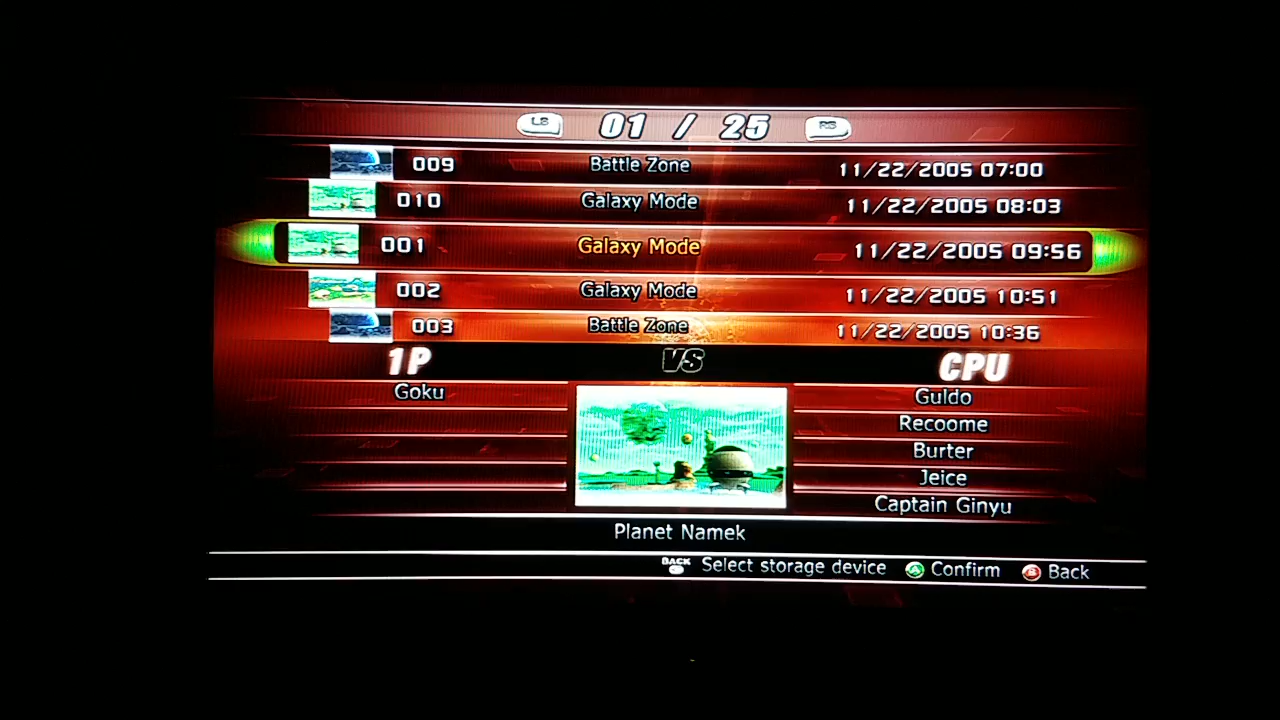 LS 01 / 25 RS
009 Battle Zone 11/22/2005 07:00
010 Galaxy Mode 11/22/2005 08:03
001 Galaxy Mode 11/22/2005 09:56
002 Galaxy Mode 11/22/2005 10:51
003 Battle Zone 11/22/2005 10:36
1P VS CPU
Goku Guldo
Recoome
Burter
Jeice
Captain Ginyu
Planet Namek
BACK Select storage device A Confirm B Back